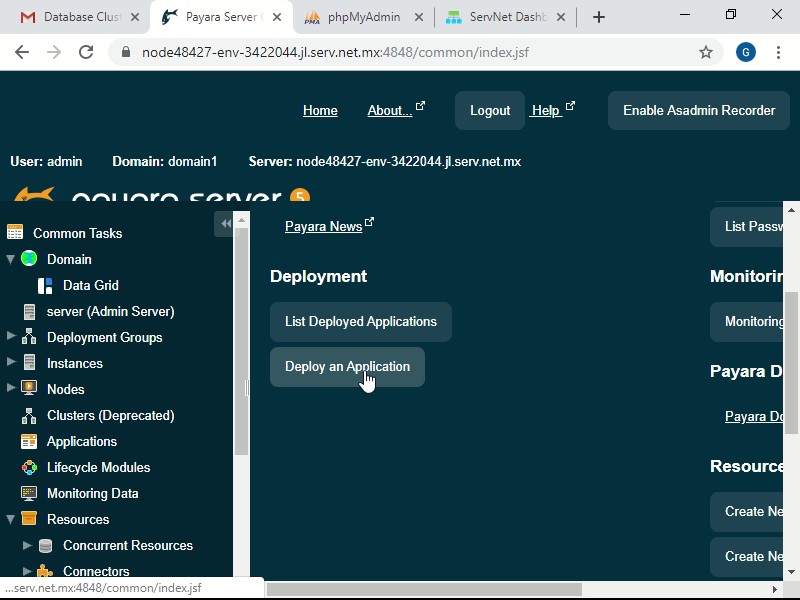 Database Clust
Payara Server
phpMyAdmin
ServNet Dashb
node48427-env-3422044.jl.serv.net.mx:4848/common/index.jsf
G
Home
About...
Logout
Help
Enable Asadmin Recorder
User: admin
Domain: domain1
Server: node48427-env-3422044.jl.serv.net.mx
payara server 5
Common Tasks
Domain
Data Grid
server (Admin Server)
Deployment Groups
Instances
Nodes
Clusters (Deprecated)
Applications
Lifecycle Modules
Monitoring Data
Resources
Concurrent Resources
Connectors
Payara News
Deployment
List Deployed Applications
Deploy an Application
List Passw
Monitorin
Monitoring
Payara D
Payara Do
Resource
Create Ne
Create Ne
...serv.net.mx:4848/common/index.jsf